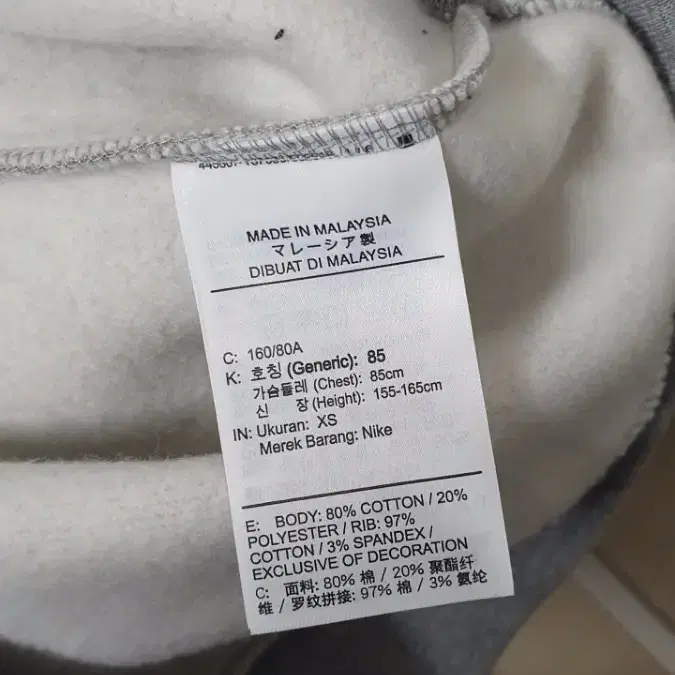 MADE IN MALAYSIA
マレーシア製
DIBUAT DI MALAYSIA
C: 160/80A
K: 호칭 (Generic): 85
가슴둘레 (Chest): 85cm
신 장 (Height): 155-165cm
IN: Ukuran: XS
Merek Barang: Nike
E: BODY: 80% COTTON / 20%
POLYESTER / RIB: 97%
COTTON / 3% SPANDEX /
EXCLUSIVE OF DECORATION
C: 面料: 80% 棉 / 20% 聚酯纤
维 / 罗纹拼接: 97% 棉 / 3% 氨纶